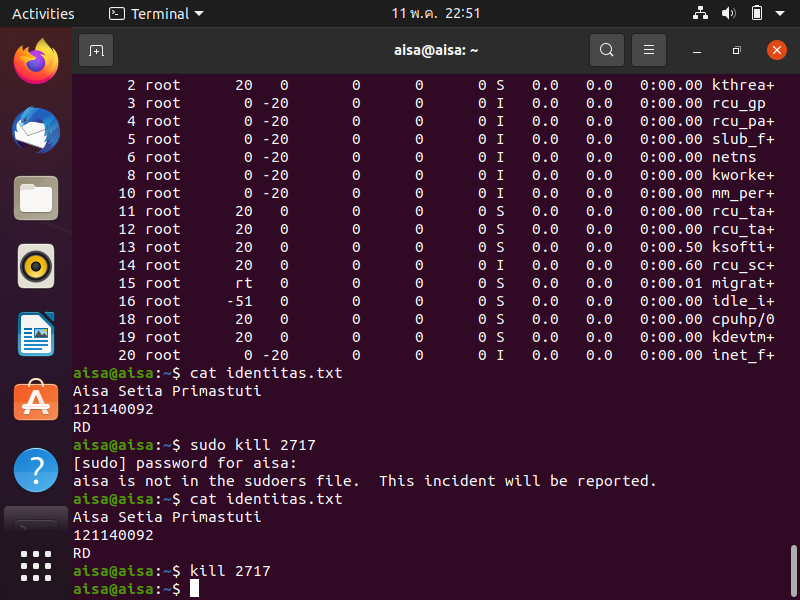 Activities Terminal 11 พ.ค. 22:51
aisa@aisa: ~
2 root 20 0 0 0 0 S 0.0 0.0 0:00.00 kthrea+
3 root 0 -20 0 0 0 I 0.0 0.0 0:00.00 rcu_gp
4 root 0 -20 0 0 0 I 0.0 0.0 0:00.00 rcu_pa+
5 root 0 -20 0 0 0 I 0.0 0.0 0:00.00 slub_f+
6 root 0 -20 0 0 0 I 0.0 0.0 0:00.00 netns
8 root 0 -20 0 0 0 I 0.0 0.0 0:00.00 kworke+
10 root 0 -20 0 0 0 I 0.0 0.0 0:00.00 mm_per+
11 root 20 0 0 0 0 S 0.0 0.0 0:00.00 rcu_ta+
12 root 20 0 0 0 0 S 0.0 0.0 0:00.00 rcu_ta+
13 root 20 0 0 0 0 S 0.0 0.0 0:00.50 ksofti+
14 root 20 0 0 0 0 I 0.0 0.0 0:00.60 rcu_sc+
15 root rt 0 0 0 0 S 0.0 0.0 0:00.01 migrat+
16 root -51 0 0 0 0 S 0.0 0.0 0:00.00 idle_i+
18 root 20 0 0 0 0 S 0.0 0.0 0:00.00 cpuhp/0
19 root 20 0 0 0 0 S 0.0 0.0 0:00.00 kdevtm+
20 root 0 -20 0 0 0 I 0.0 0.0 0:00.00 inet_f+
aisa@aisa:~$ cat identitas.txt
Aisa Setia Primastuti
121140092
RD
aisa@aisa:~$ sudo kill 2717
[sudo] password for aisa:
aisa is not in the sudoers file.  This incident will be reported.
aisa@aisa:~$ cat identitas.txt
Aisa Setia Primastuti
121140092
RD
aisa@aisa:~$ kill 2717
aisa@aisa:~$